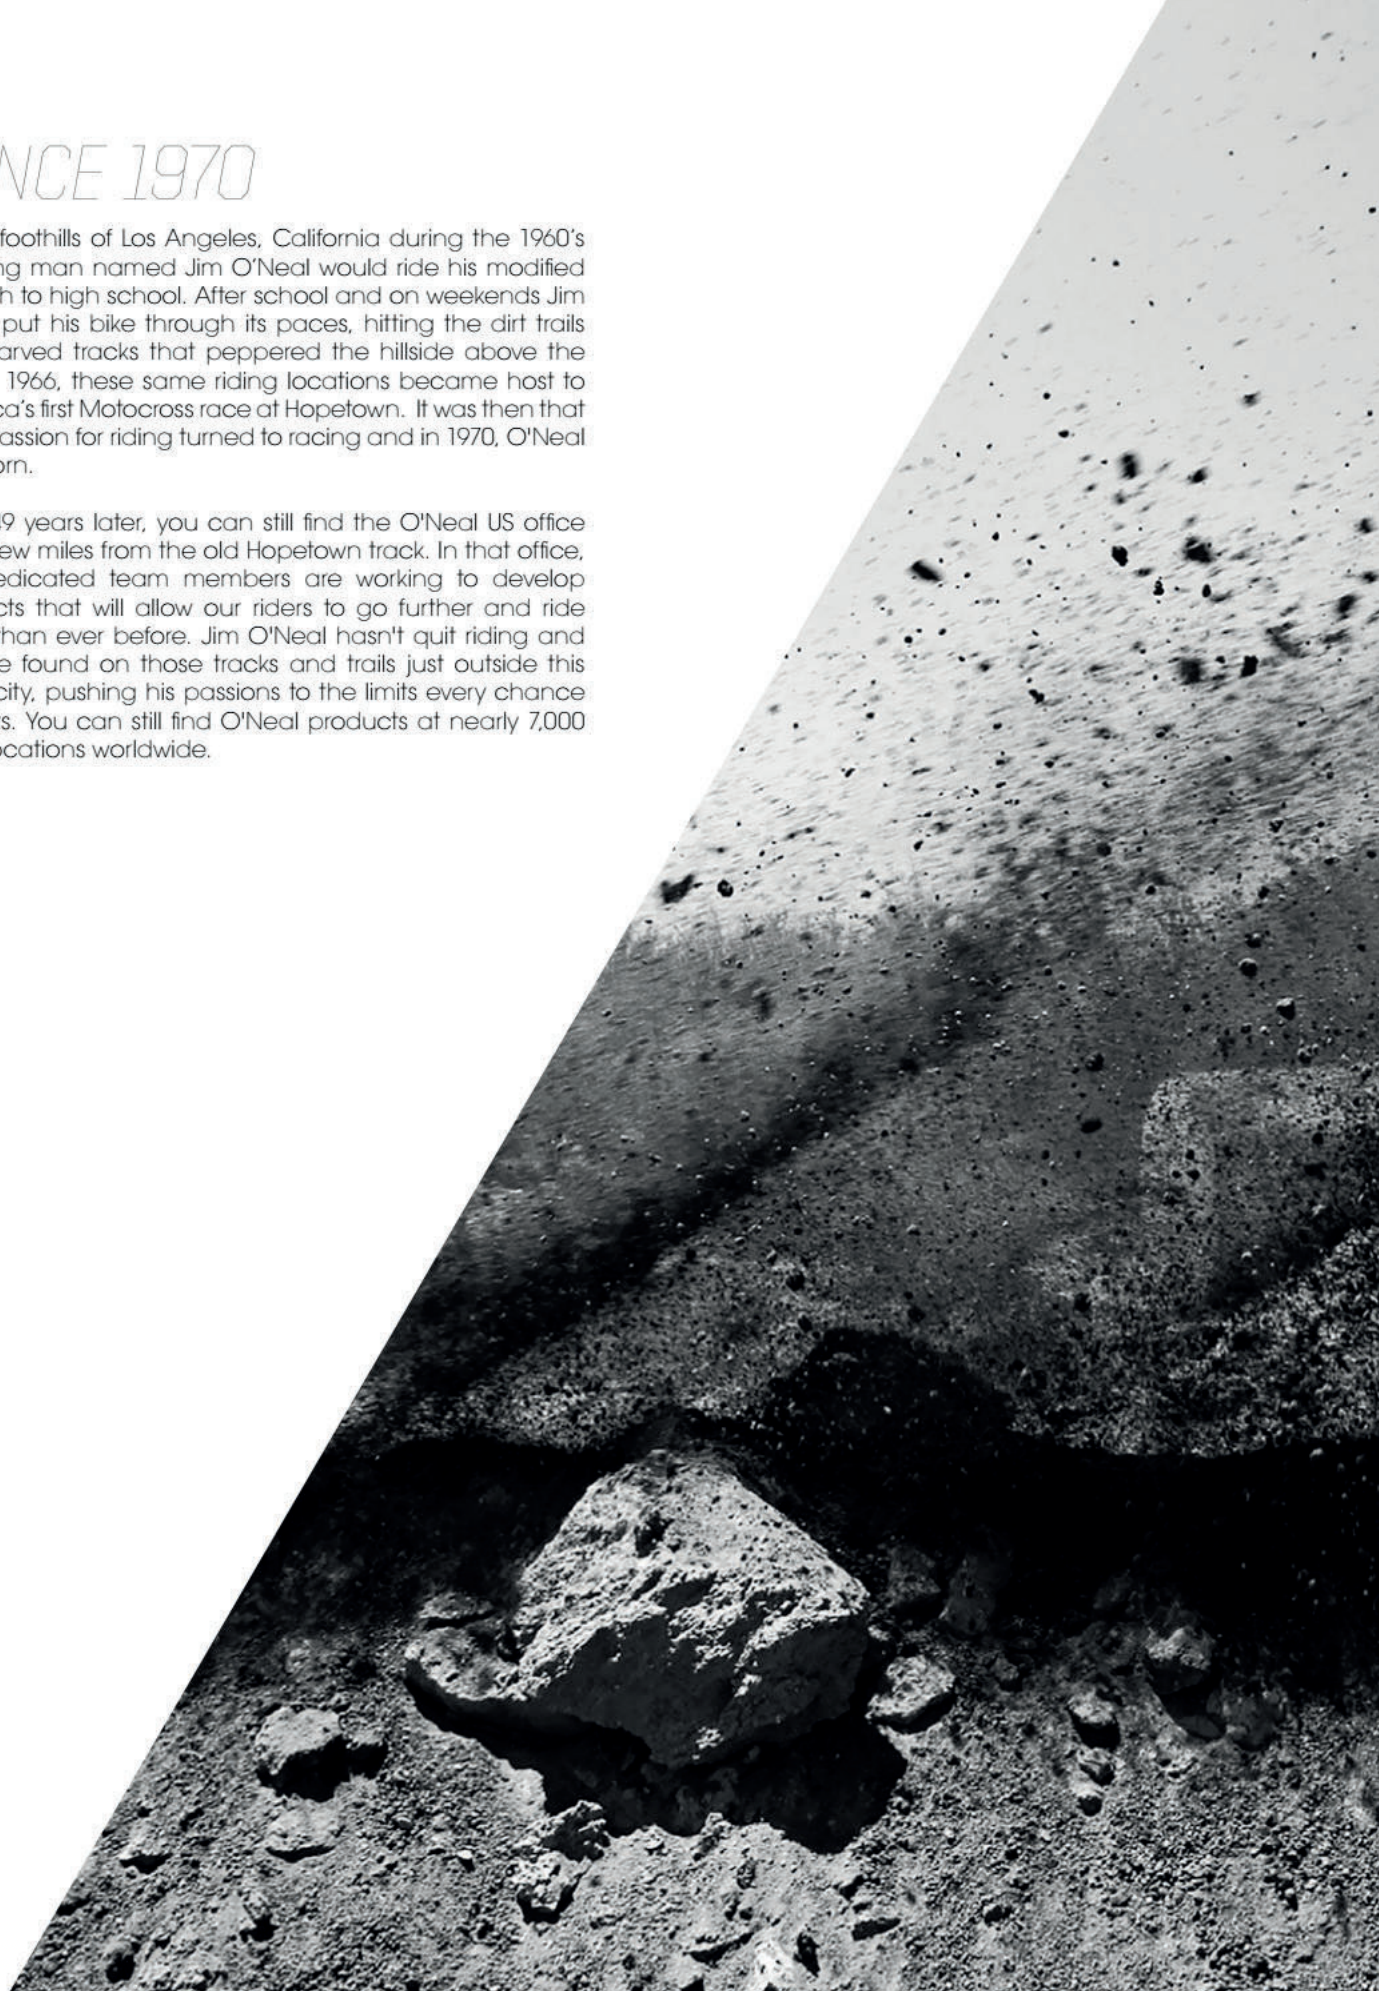 NCE 1970
foothills of Los Angeles, California during the 1960's
ng man named Jim O'Neal would ride his modified
h to high school. After school and on weekends Jim
put his bike through its paces, hitting the dirt trails
arved tracks that peppered the hillside above the
1966, these same riding locations became host to
ca's first Motocross race at Hopetown. It was then that
assion for riding turned to racing and in 1970, O'Neal
orn.
9 years later, you can still find the O'Neal US office
ew miles from the old Hopetown track. In that office,
edicated team members are working to develop
cts that will allow our riders to go further and ride
than ever before. Jim O'Neal hasn't quit riding and
e found on those tracks and trails just outside this
city, pushing his passions to the limits every chance
s. You can still find O'Neal products at nearly 7,000
ocations worldwide.